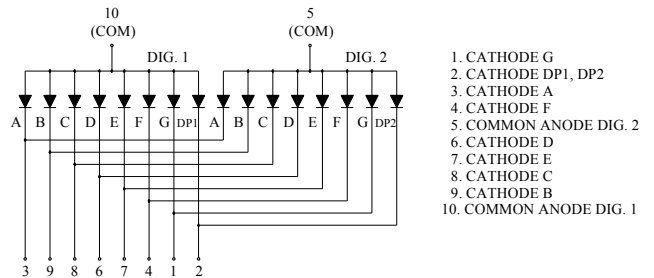 10
(COM)
5
(COM)
DIG. 1
DIG. 2
A B C D E F G DP1 A B C D E F G DP2
3 9 8 6 7 4 1 2
1. CATHODE G
2. CATHODE DP1, DP2
3. CATHODE A
4. CATHODE F
5. COMMON ANODE DIG. 2
6. CATHODE D
7. CATHODE E
8. CATHODE C
9. CATHODE B
10. COMMON ANODE DIG. 1